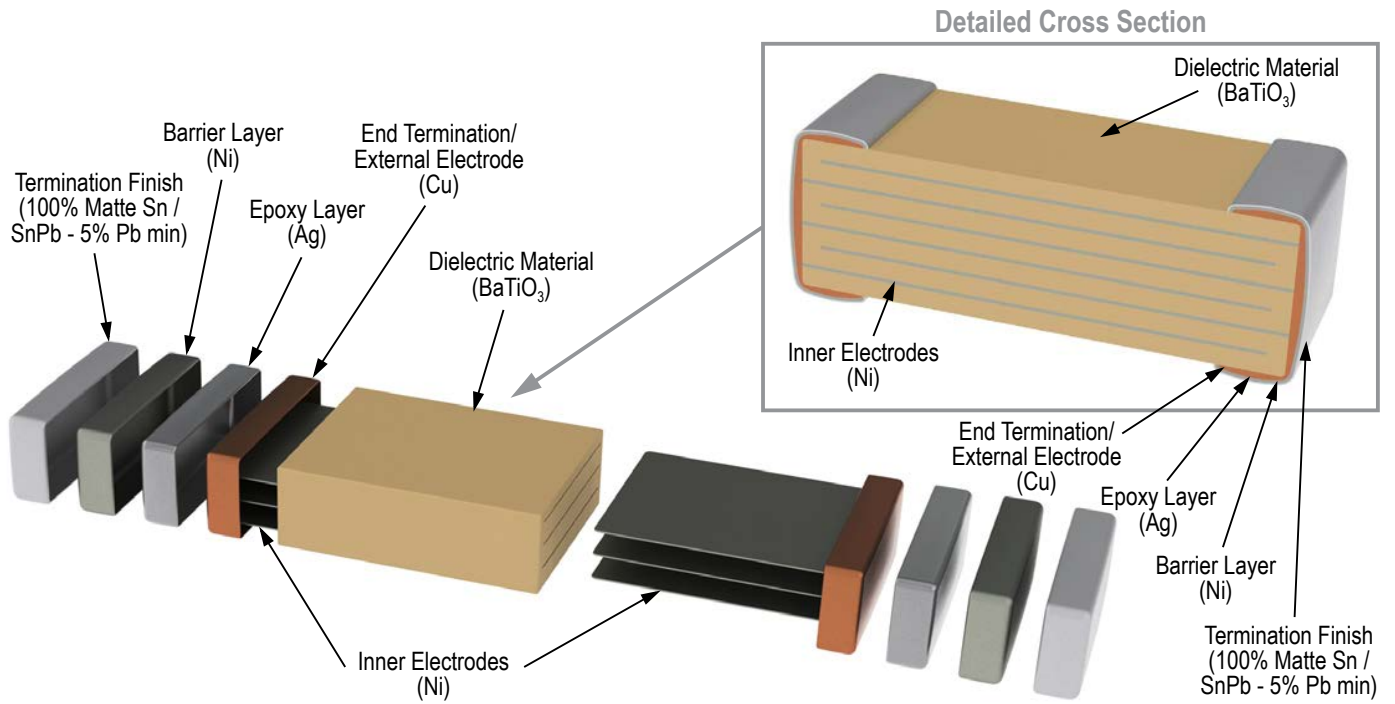 Detailed Cross Section
Dielectric Material
(BaTiO₃)
Inner Electrodes
(Ni)
End Termination/
External Electrode
(Cu)
Epoxy Layer
(Ag)
Barrier Layer
(Ni)
Termination Finish
(100% Matte Sn /
SnPb - 5% Pb min)
Termination Finish
(100% Matte Sn /
SnPb - 5% Pb min)
Barrier Layer
(Ni)
Epoxy Layer
(Ag)
End Termination/
External Electrode
(Cu)
Dielectric Material
(BaTiO₃)
Inner Electrodes
(Ni)